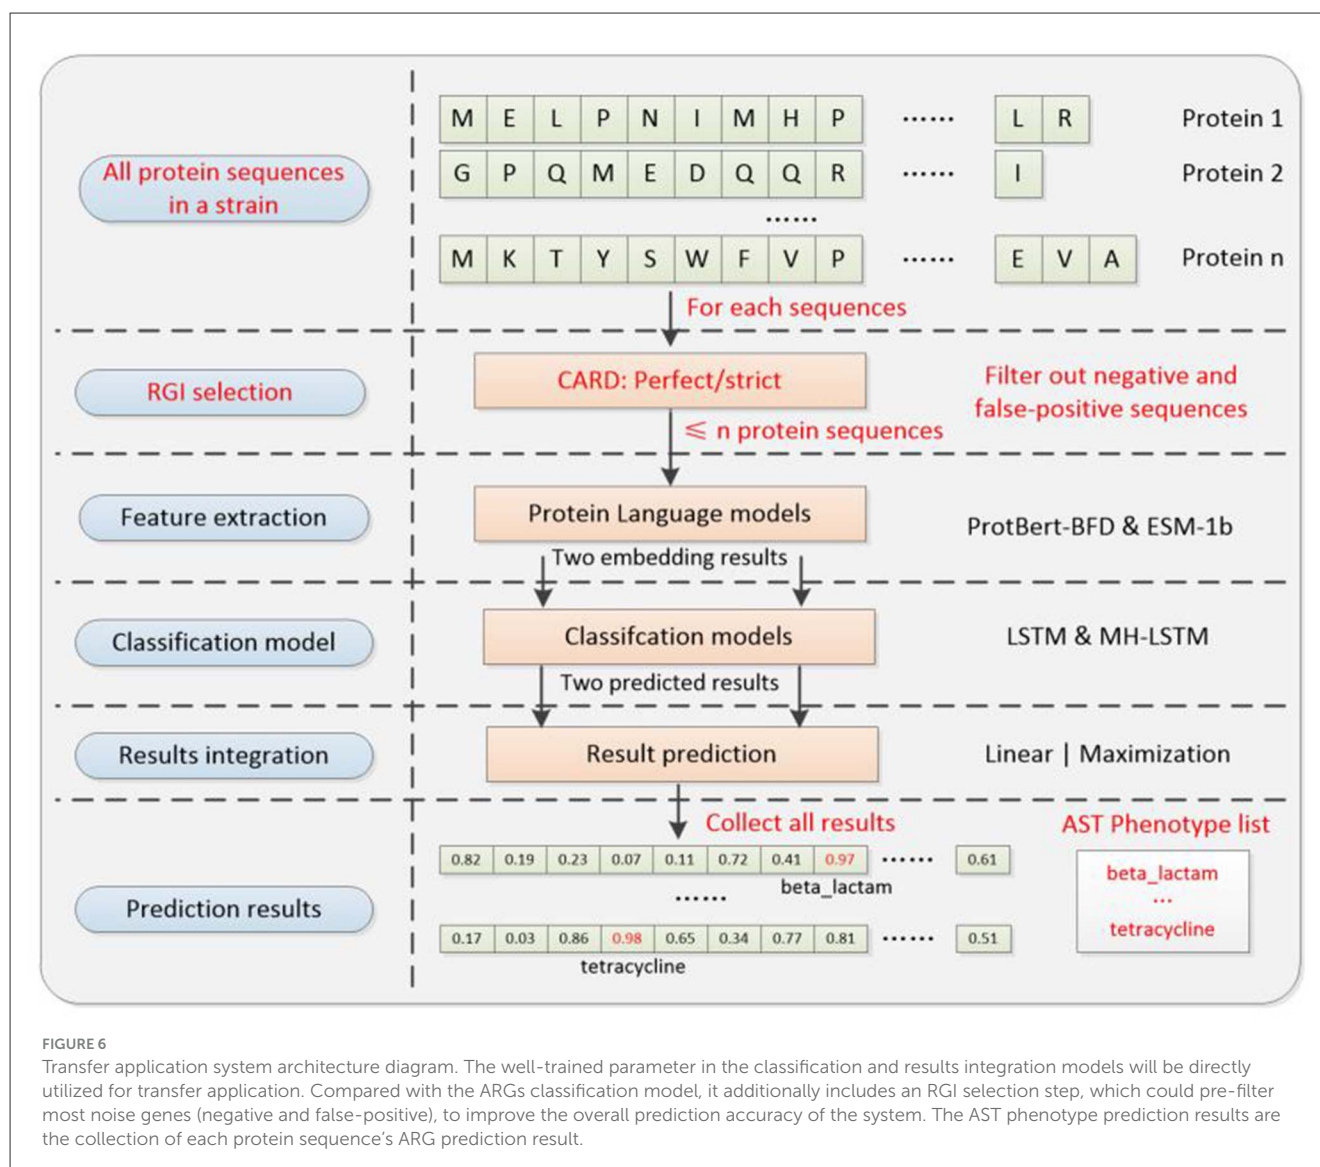 M E L P N I M H P ...... L R Protein 1
All protein sequences
in a strain
G P Q M E D Q Q R ...... I Protein 2
......
M K T Y S W F V P ...... E V A Protein n
For each sequences
RGI selection
CARD: Perfect/strict
Filter out negative and
false-positive sequences
≤ n protein sequences
Feature extraction
Protein Language models
ProtBert-BFD & ESM-1b
Two embedding results
Classification model
Classifcation models
LSTM & MH-LSTM
Two predicted results
Results integration
Result prediction
Linear | Maximization
Collect all results
AST Phenotype list
0.82 0.19 0.23 0.07 0.11 0.72 0.41 0.97 ...... 0.61
beta_lactam
......
Prediction results
0.17 0.03 0.86 0.98 0.65 0.34 0.77 0.81 ...... 0.51
tetracycline
beta_lactam
...
tetracycline
FIGURE 6
Transfer application system architecture diagram. The well-trained parameter in the classification and results integration models will be directly
utilized for transfer application. Compared with the ARGs classification model, it additionally includes an RGI selection step, which could pre-filter
most noise genes (negative and false-positive), to improve the overall prediction accuracy of the system. The AST phenotype prediction results are
the collection of each protein sequence's ARG prediction result.